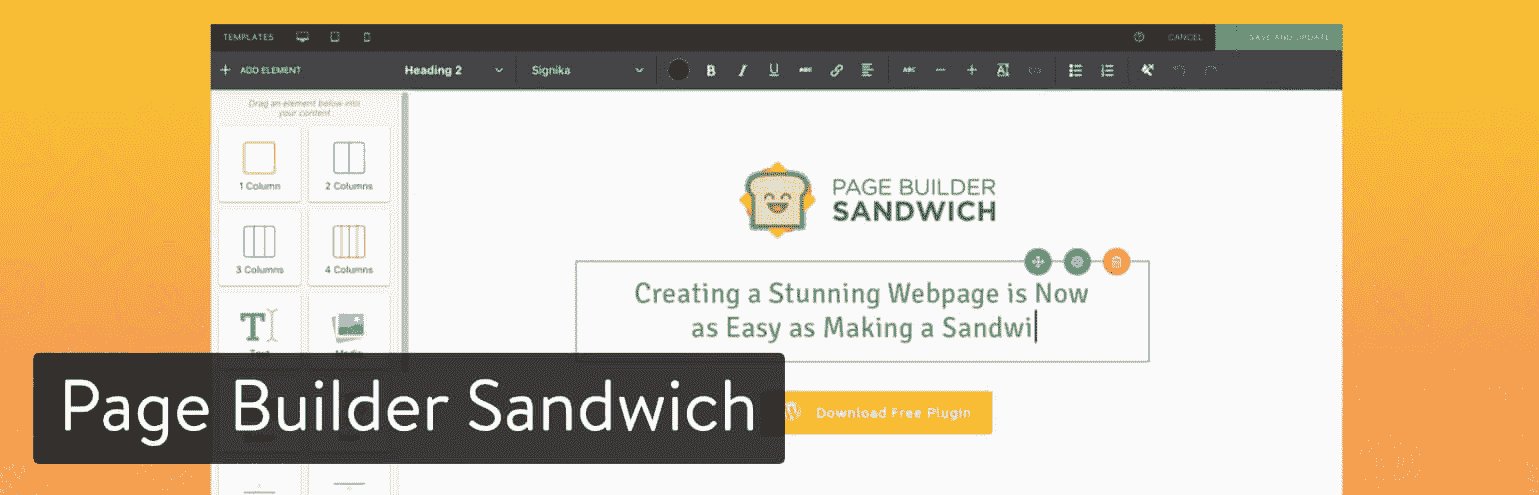 TEMPLATES
CANCEL
SAVE AND UPDATE
ADD ELEMENT
Heading 2
Signika
B I U ABC ABC
Drag an element below into
your content
1 Column
2 Columns
3 Columns
4 Columns
PAGE BUILDER
SANDWICH
Creating a Stunning Webpage is Now
as Easy as Making a Sandwi
Text
Media
Page Builder Sandwich
Download Free Plugin